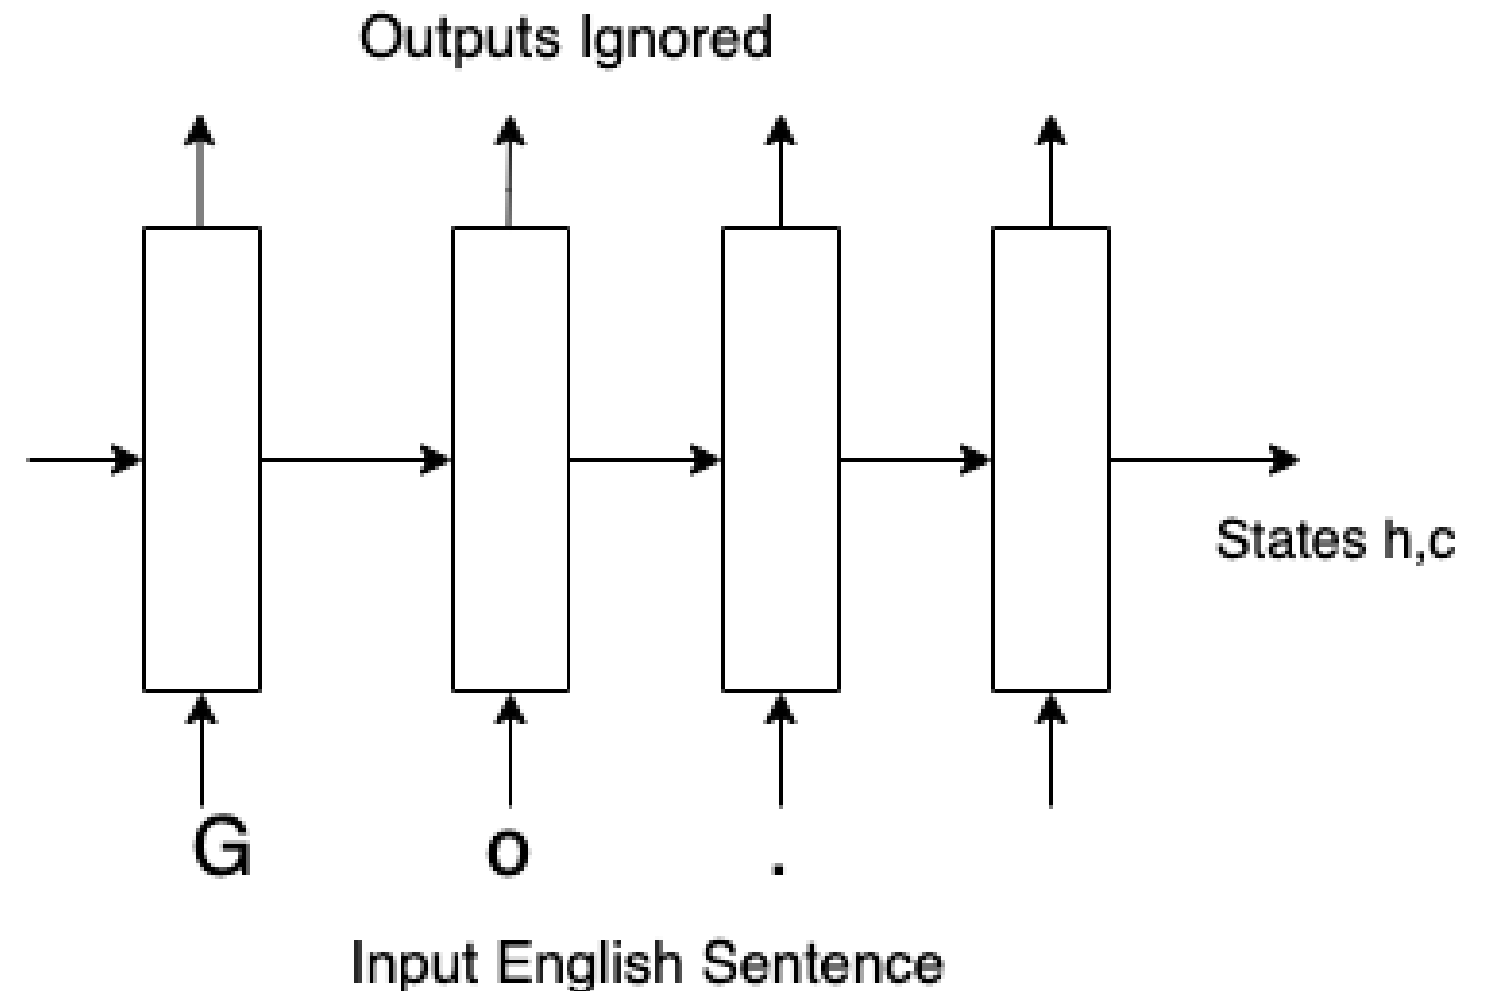 Outputs Ignored
States h,c
G o .
Input English Sentence